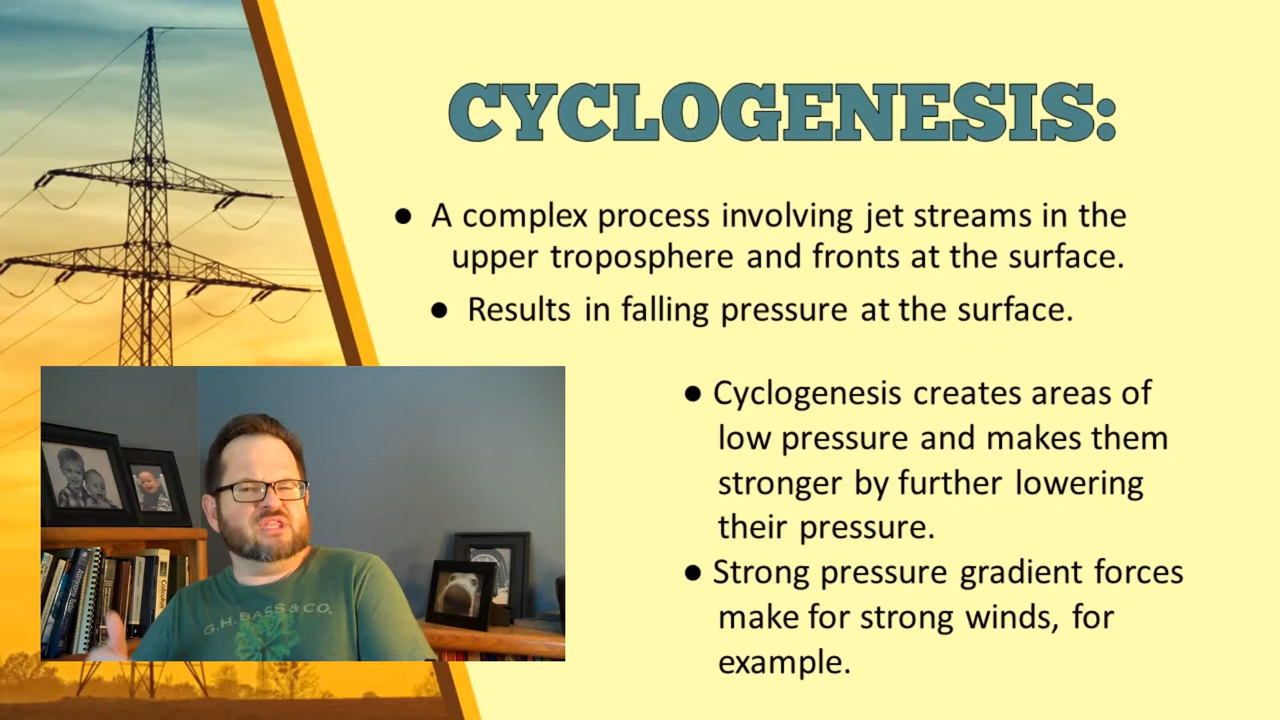 CYCLOGENESIS:
● A complex process involving jet streams in the
upper troposphere and fronts at the surface.
● Results in falling pressure at the surface.
● Cyclogenesis creates areas of
low pressure and makes them
stronger by further lowering
their pressure.
● Strong pressure gradient forces
make for strong winds, for
example.
G.H. BASS & CO.
Calculus